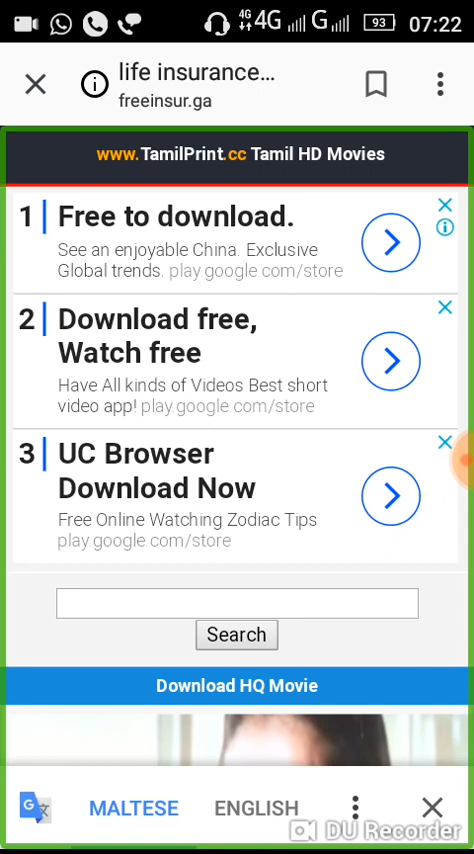 4G 4G G 93 07:22
life insurance...
freeinsur.ga
www.TamilPrint.cc Tamil HD Movies
1 Free to download.
See an enjoyable China. Exclusive
Global trends. play.google.com/store
2 Download free,
Watch free
Have All kinds of Videos Best short
video app! play.google.com/store
3 UC Browser
Download Now
Free Online Watching Zodiac Tips
play.google.com/store
Search
Download HQ Movie
G MALTESE ENGLISH
DU Recorder